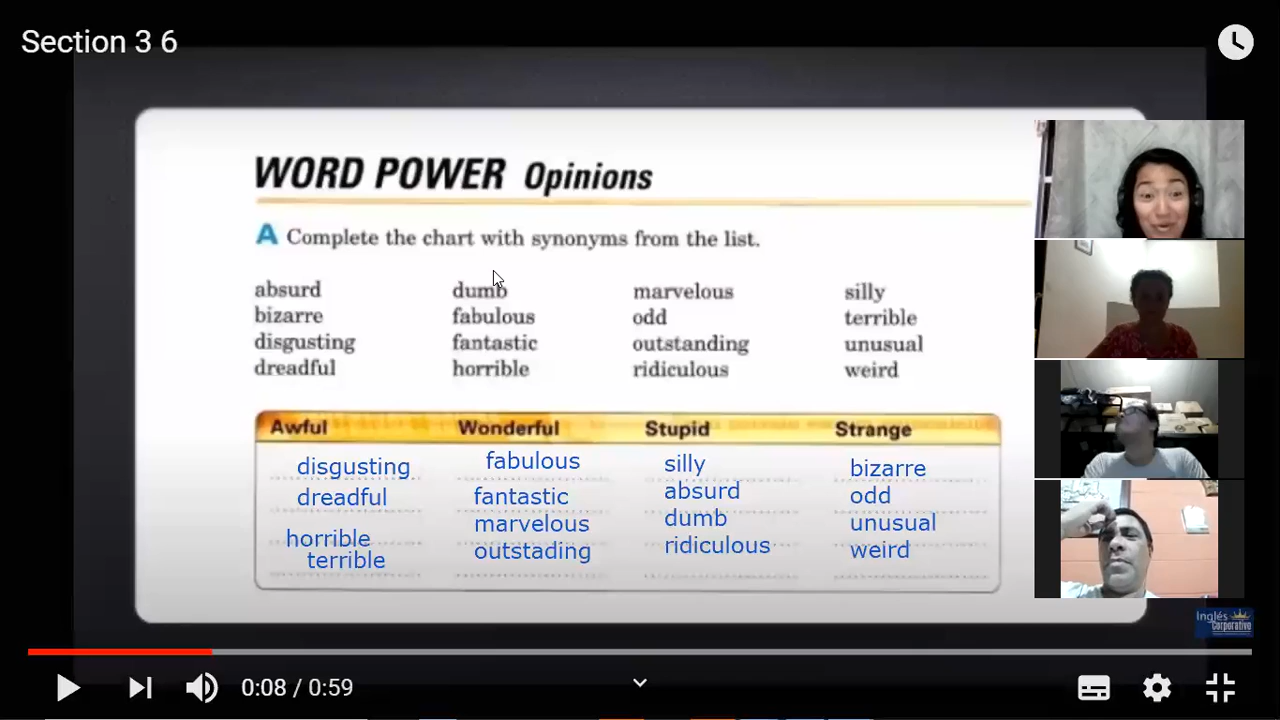 Section 3 6
WORD POWER Opinions
A Complete the chart with synonyms from the list.
absurd dumb marvelous silly
bizarre fabulous odd terrible
disgusting fantastic outstanding unusual
dreadful horrible ridiculous weird
Awful Wonderful Stupid Strange
disgusting fabulous silly bizarre
dreadful fantastic absurd odd
horrible marvelous dumb unusual
terrible outstading ridiculous weird
Inglés
Corporativo
0:08 / 0:59